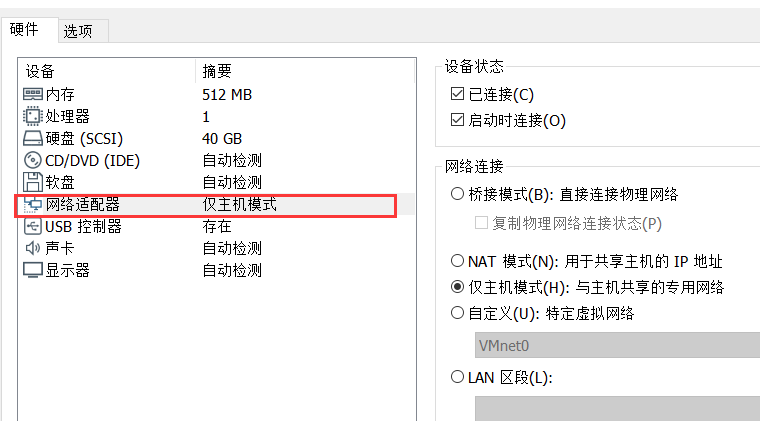 硬件 选项
设备 摘要
内存 512 MB
处理器 1
硬盘 (SCSI) 40 GB
CD/DVD (IDE) 自动检测
软盘 自动检测
网络适配器 仅主机模式
USB 控制器 存在
声卡 自动检测
显示器 自动检测
设备状态
已连接(C)
启动时连接(O)
网络连接
桥接模式(B): 直接连接物理网络
复制物理网络连接状态(P)
NAT 模式(N): 用于共享主机的 IP 地址
仅主机模式(H): 与主机共享的专用网络
自定义(U): 特定虚拟网络
VMnet0
LAN 区段(L):